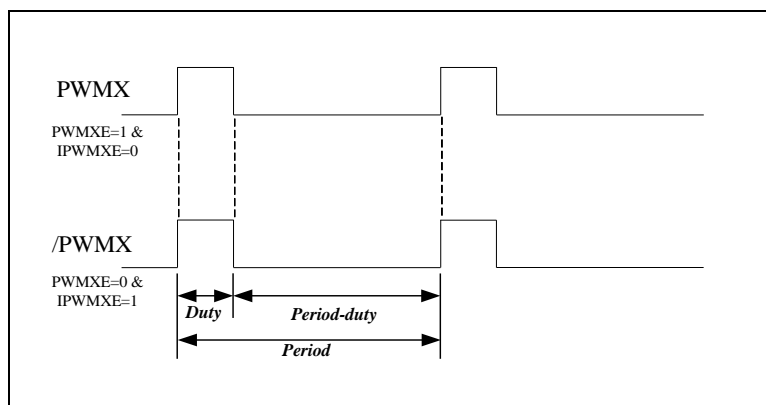 PWMX
PWMXE=1 &
IPWMXE=0
/PWMX
PWMXE=0 &
IPWMXE=1
Duty
Period-duty
Period